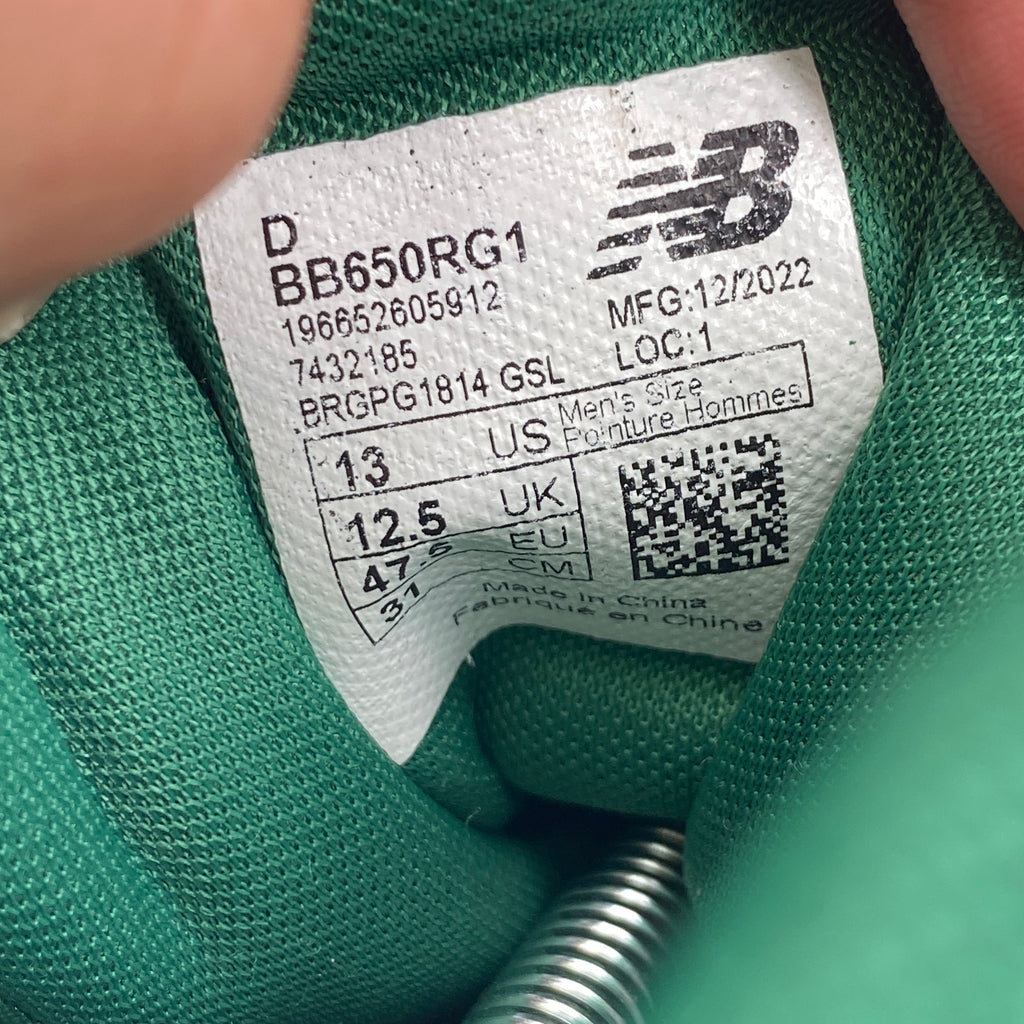 NB
D
BB650RG1
196652605912
7432185
BRGPG1814 GSL
MFG:12/2022
LOC:1
13 US Men's Size
Pointure Hommes
12.5 UK
47.5 EU
31 CM
Made in China
Fabriqué en Chine